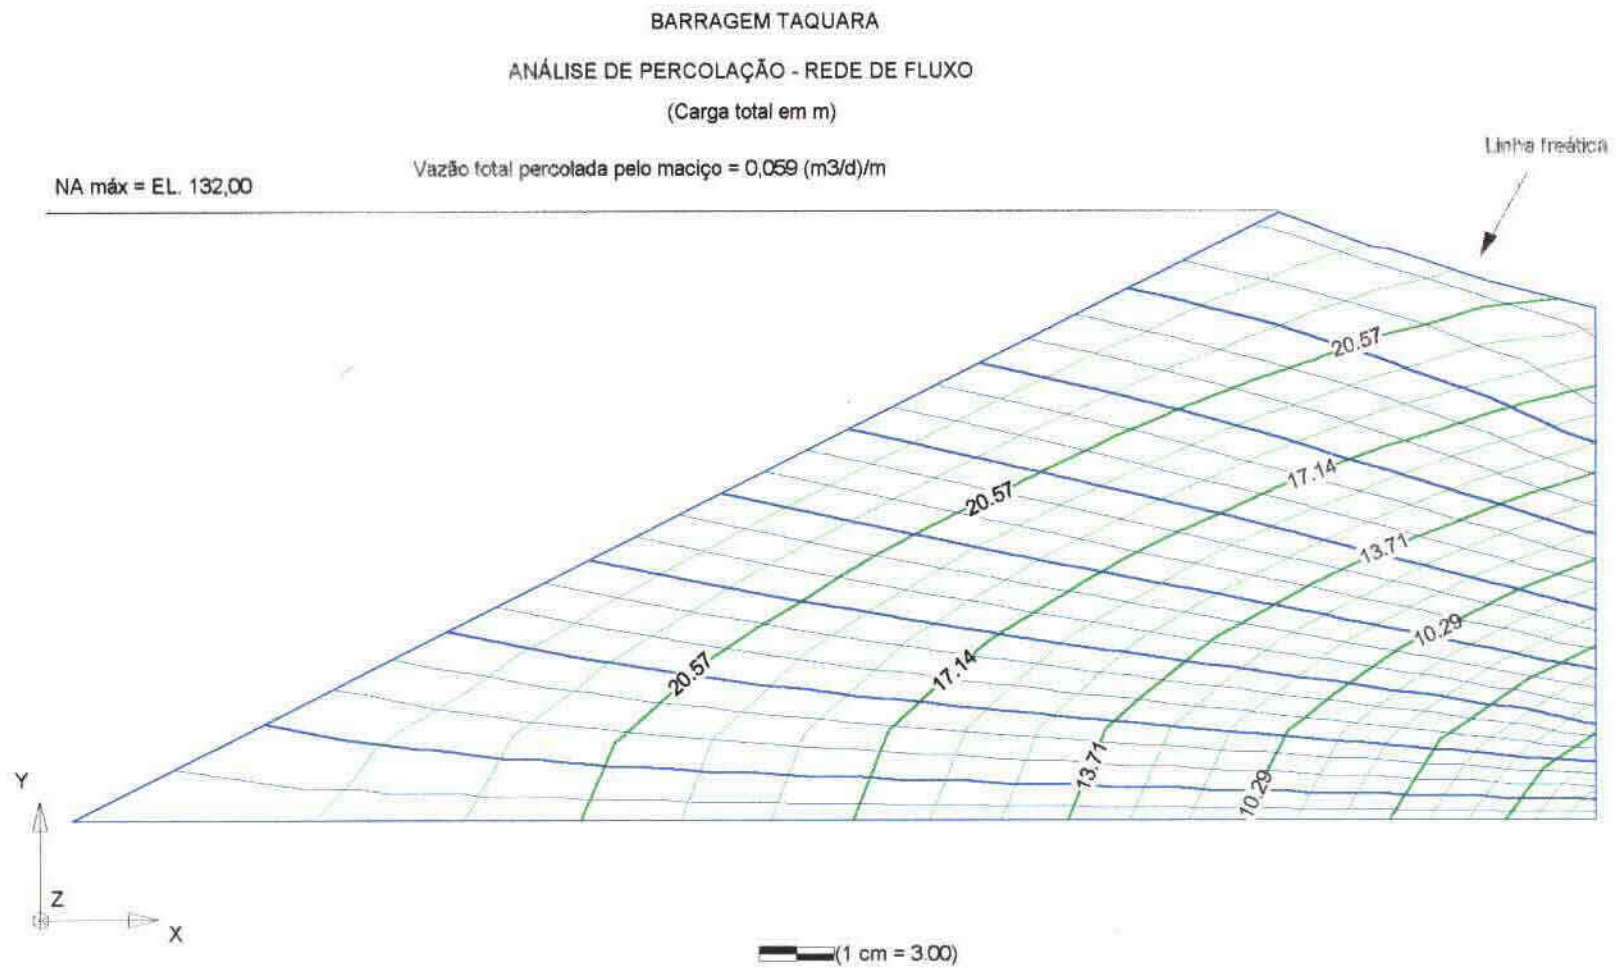 BARRAGEM TAQUARA
ANÁLISE DE PERCOLAÇÃO - REDE DE FLUXO
(Carga total em m)
Linha freática
Vazão total percolada pelo maciço = 0,059 (m3/d)/m
NA máx = EL. 132,00
20.57
17.14
20.57
13.71
10.29
20.57
17.14
13.71
10.29
Y
Z
X
(1 cm = 3.00)